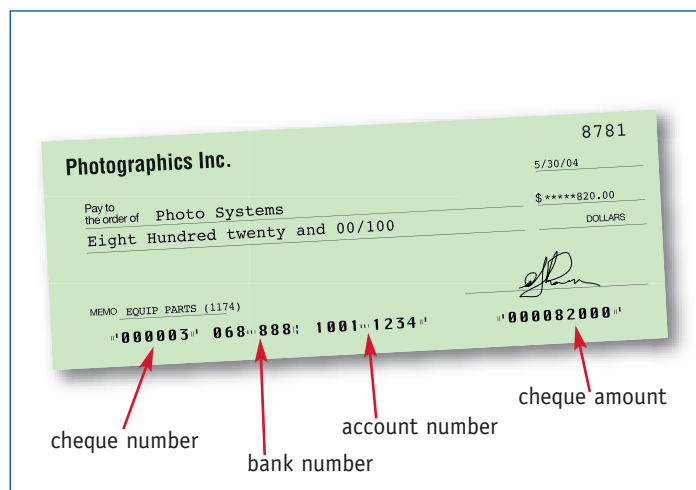 8781
Photographics Inc.
5/30/04
Pay to
the order of Photo Systems
$*****820.00
Eight Hundred twenty and 00/100
DOLLARS
MEMO EQUIP PARTS (1174)
⑈000003⑈ 068⑉888⑆ 1001⑉1234⑈ ⑈000082000⑈
cheque number
bank number
account number
cheque amount